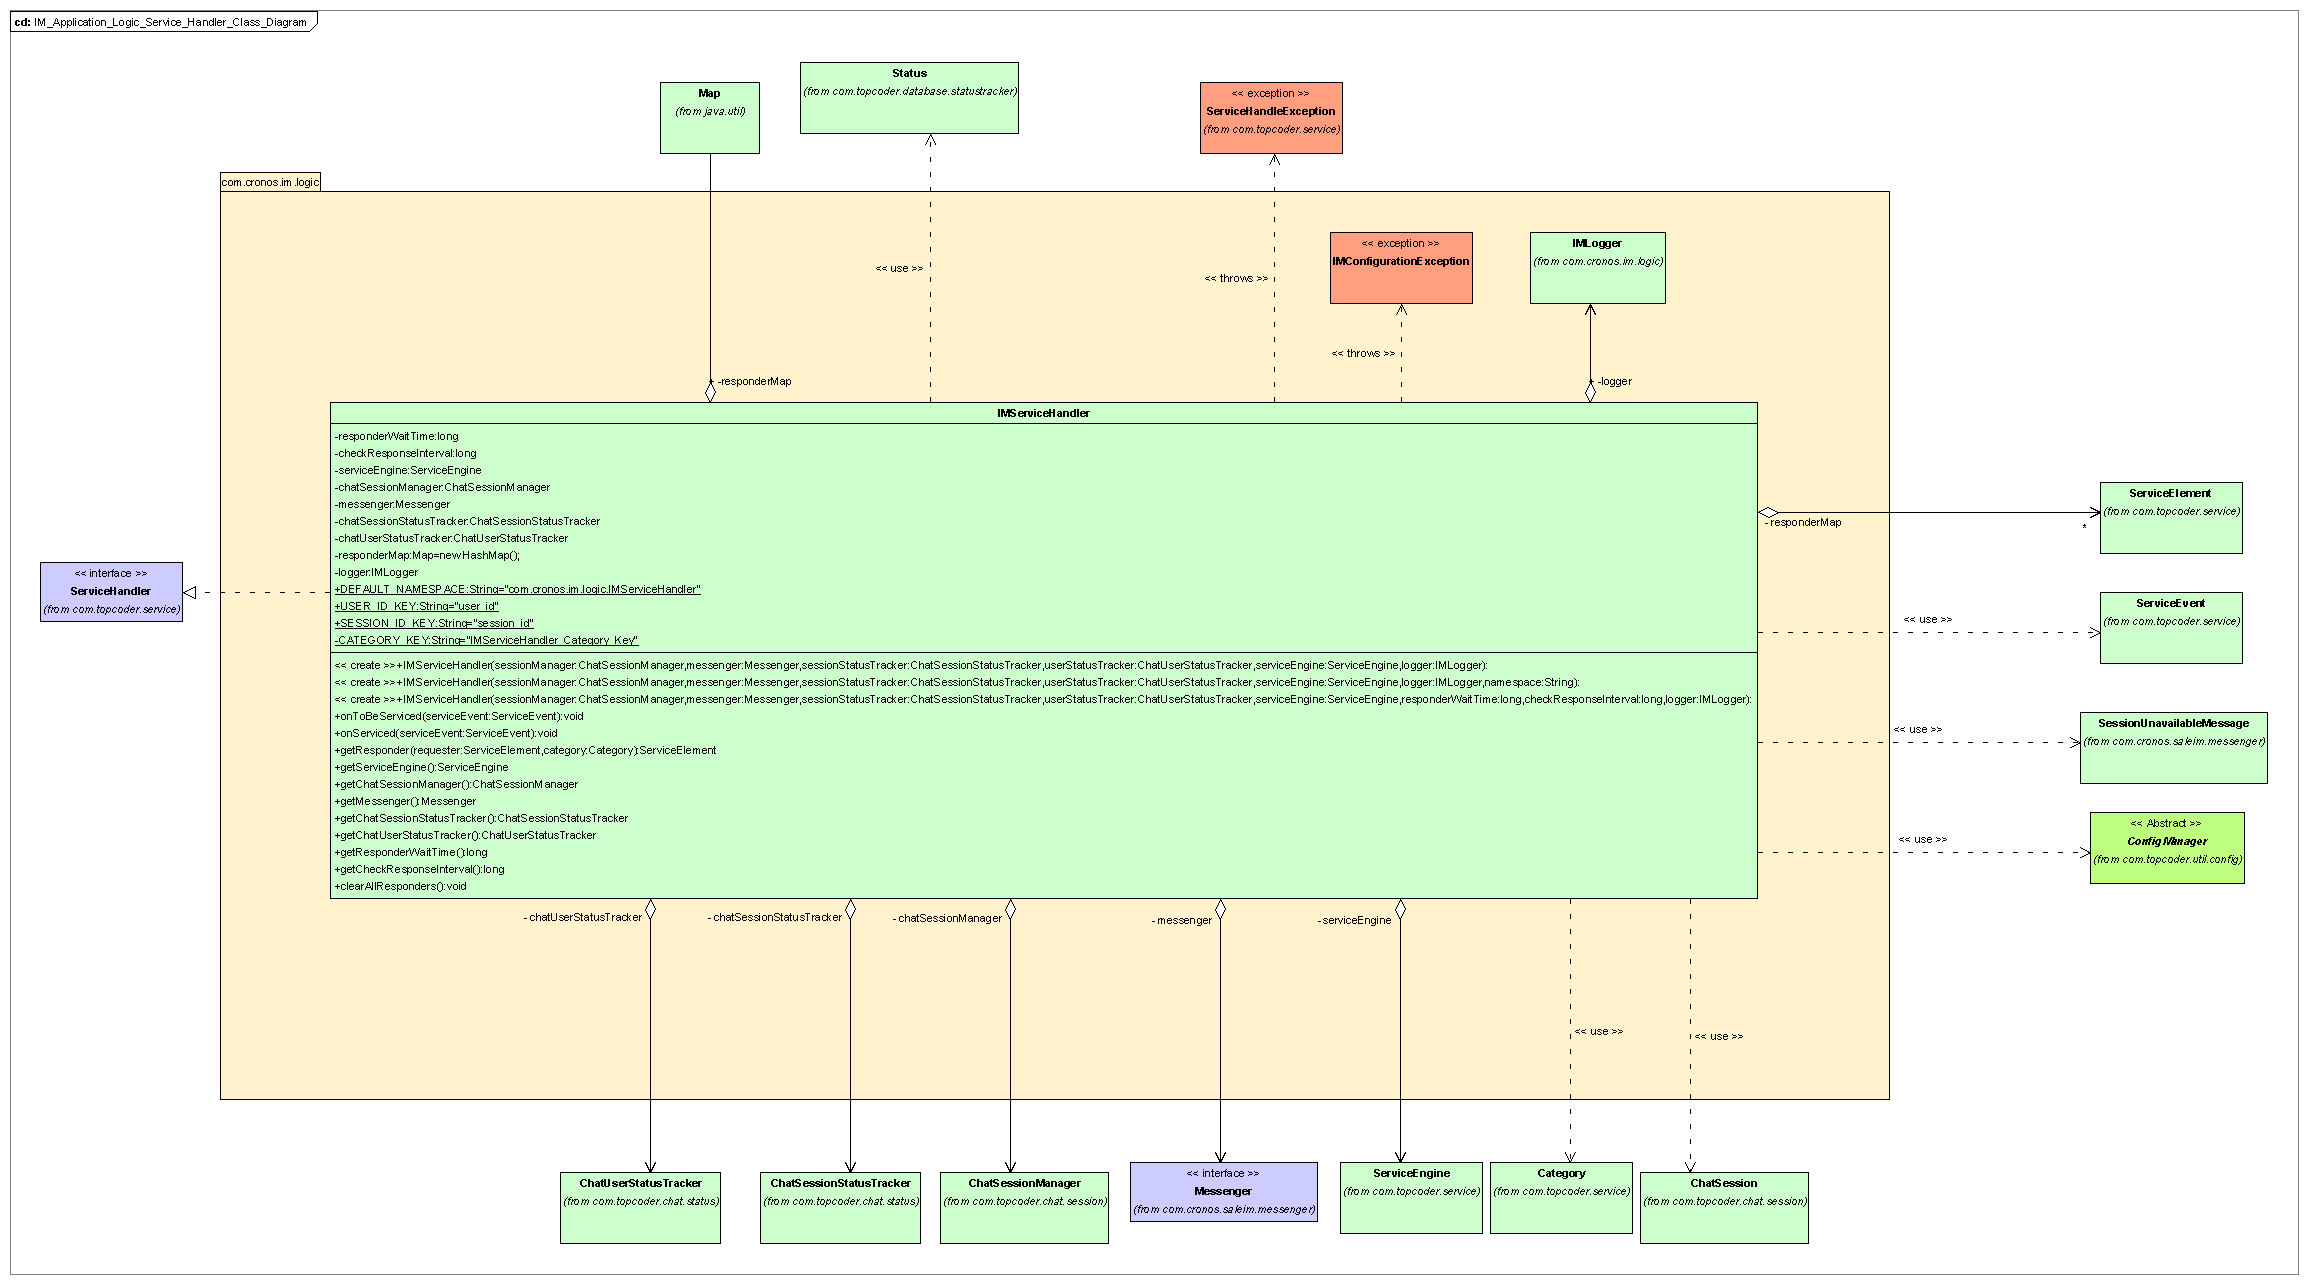 cd: IM_Application_Logic_Service_Handler_Class_Diagram
Status
(from com.topcoder.database.statustracker)
Map
(from java.util)
<< exception >>
ServiceHandleException
(from com.topcoder.service)
com.cronos.im.logic
<< exception >>
IMConfigurationException
IMLogger
(from com.cronos.im.logic)
<< use >>
<< throws >>
<< throws >>
-responderMap
-logger
IMServiceHandler
-responderWaitTime:long
-checkResponseInterval:long
-serviceEngine:ServiceEngine
-chatSessionManager:ChatSessionManager
-messenger:Messenger
-chatSessionStatusTracker:ChatSessionStatusTracker
-chatUserStatusTracker:ChatUserStatusTracker
-responderMap:Map=new HashMap();
-logger:IMLogger
+DEFAULT_NAMESPACE:String="com.cronos.im.logic.IMServiceHandler"
+USER_ID_KEY:String="user_id"
+SESSION_ID_KEY:String="session_id"
-CATEGORY_KEY:String="IMServiceHandler_Category_Key"
<< create >>+IMServiceHandler(sessionManager:ChatSessionManager,messenger:Messenger,sessionStatusTracker:ChatSessionStatusTracker,userStatusTracker:ChatUserStatusTracker,serviceEngine:ServiceEngine,logger:IMLogger):
<< create >>+IMServiceHandler(sessionManager:ChatSessionManager,messenger:Messenger,sessionStatusTracker:ChatSessionStatusTracker,userStatusTracker:ChatUserStatusTracker,serviceEngine:ServiceEngine,logger:IMLogger,namespace:String):
<< create >>+IMServiceHandler(sessionManager:ChatSessionManager,messenger:Messenger,sessionStatusTracker:ChatSessionStatusTracker,userStatusTracker:ChatUserStatusTracker,serviceEngine:ServiceEngine,responderWaitTime:long,checkResponseInterval:long,logger:IMLogger):
+onToBeServiced(serviceEvent:ServiceEvent):void
+onServiced(serviceEvent:ServiceEvent):void
+getResponder(requester:ServiceElement,category:Category):ServiceElement
+getServiceEngine():ServiceEngine
+getChatSessionManager():ChatSessionManager
+getMessenger():Messenger
+getChatSessionStatusTracker():ChatSessionStatusTracker
+getChatUserStatusTracker():ChatUserStatusTracker
+getResponderWaitTime():long
+getCheckResponseInterval():long
+clearAllResponders():void
<< interface >>
ServiceHandler
(from com.topcoder.service)
-responderMap
*
ServiceElement
(from com.topcoder.service)
<< use >>
ServiceEvent
(from com.topcoder.service)
<< use >>
SessionUnavailableMessage
(from com.cronos.saleim.messenger)
<< use >>
<< Abstract >>
ConfigManager
(from com.topcoder.util.config)
-chatUserStatusTracker
-chatSessionStatusTracker
-chatSessionManager
-messenger
-serviceEngine
<< use >>
<< use >>
ChatUserStatusTracker
(from com.topcoder.chat.status)
ChatSessionStatusTracker
(from com.topcoder.chat.status)
ChatSessionManager
(from com.topcoder.chat.session)
<< interface >>
Messenger
(from com.cronos.saleim.messenger)
ServiceEngine
(from com.topcoder.service)
Category
(from com.topcoder.service)
ChatSession
(from com.topcoder.chat.session)